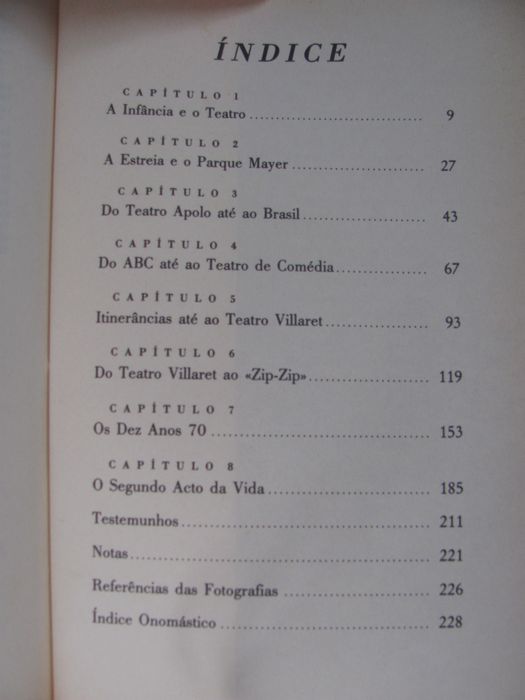 ÍNDICE
CAPÍTULO 1
A Infância e o Teatro ................................ 9
CAPÍTULO 2
A Estreia e o Parque Mayer ........................ 27
CAPÍTULO 3
Do Teatro Apolo até ao Brasil ...................... 43
CAPÍTULO 4
Do ABC até ao Teatro de Comédia ................ 67
CAPÍTULO 5
Itinerâncias até ao Teatro Villaret .................. 93
CAPÍTULO 6
Do Teatro Villaret ao «Zip-Zip» ..................... 119
CAPÍTULO 7
Os Dez Anos 70 ...................................... 153
CAPÍTULO 8
O Segundo Acto da Vida ............................. 185
Testemunhos ........................................... 211
Notas .................................................... 221
Referências das Fotografias .......................... 226
Índice Onomástico .................................... 228